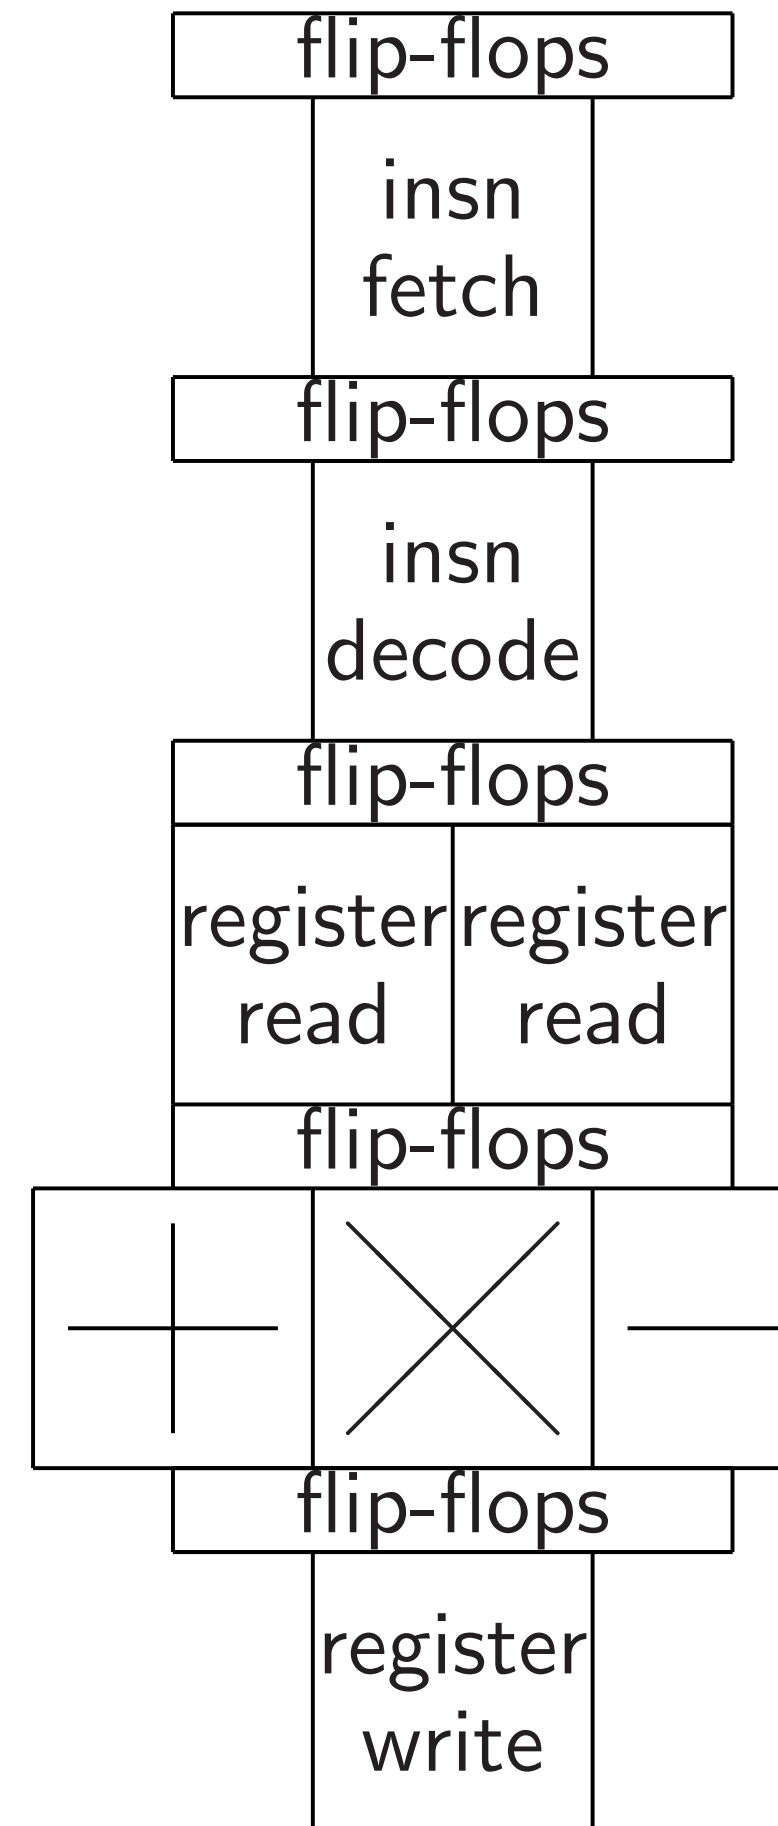 flip-flops
insn
fetch
flip-flops
insn
decode
flip-flops
register register
read read
flip-flops
flip-flops
register
write